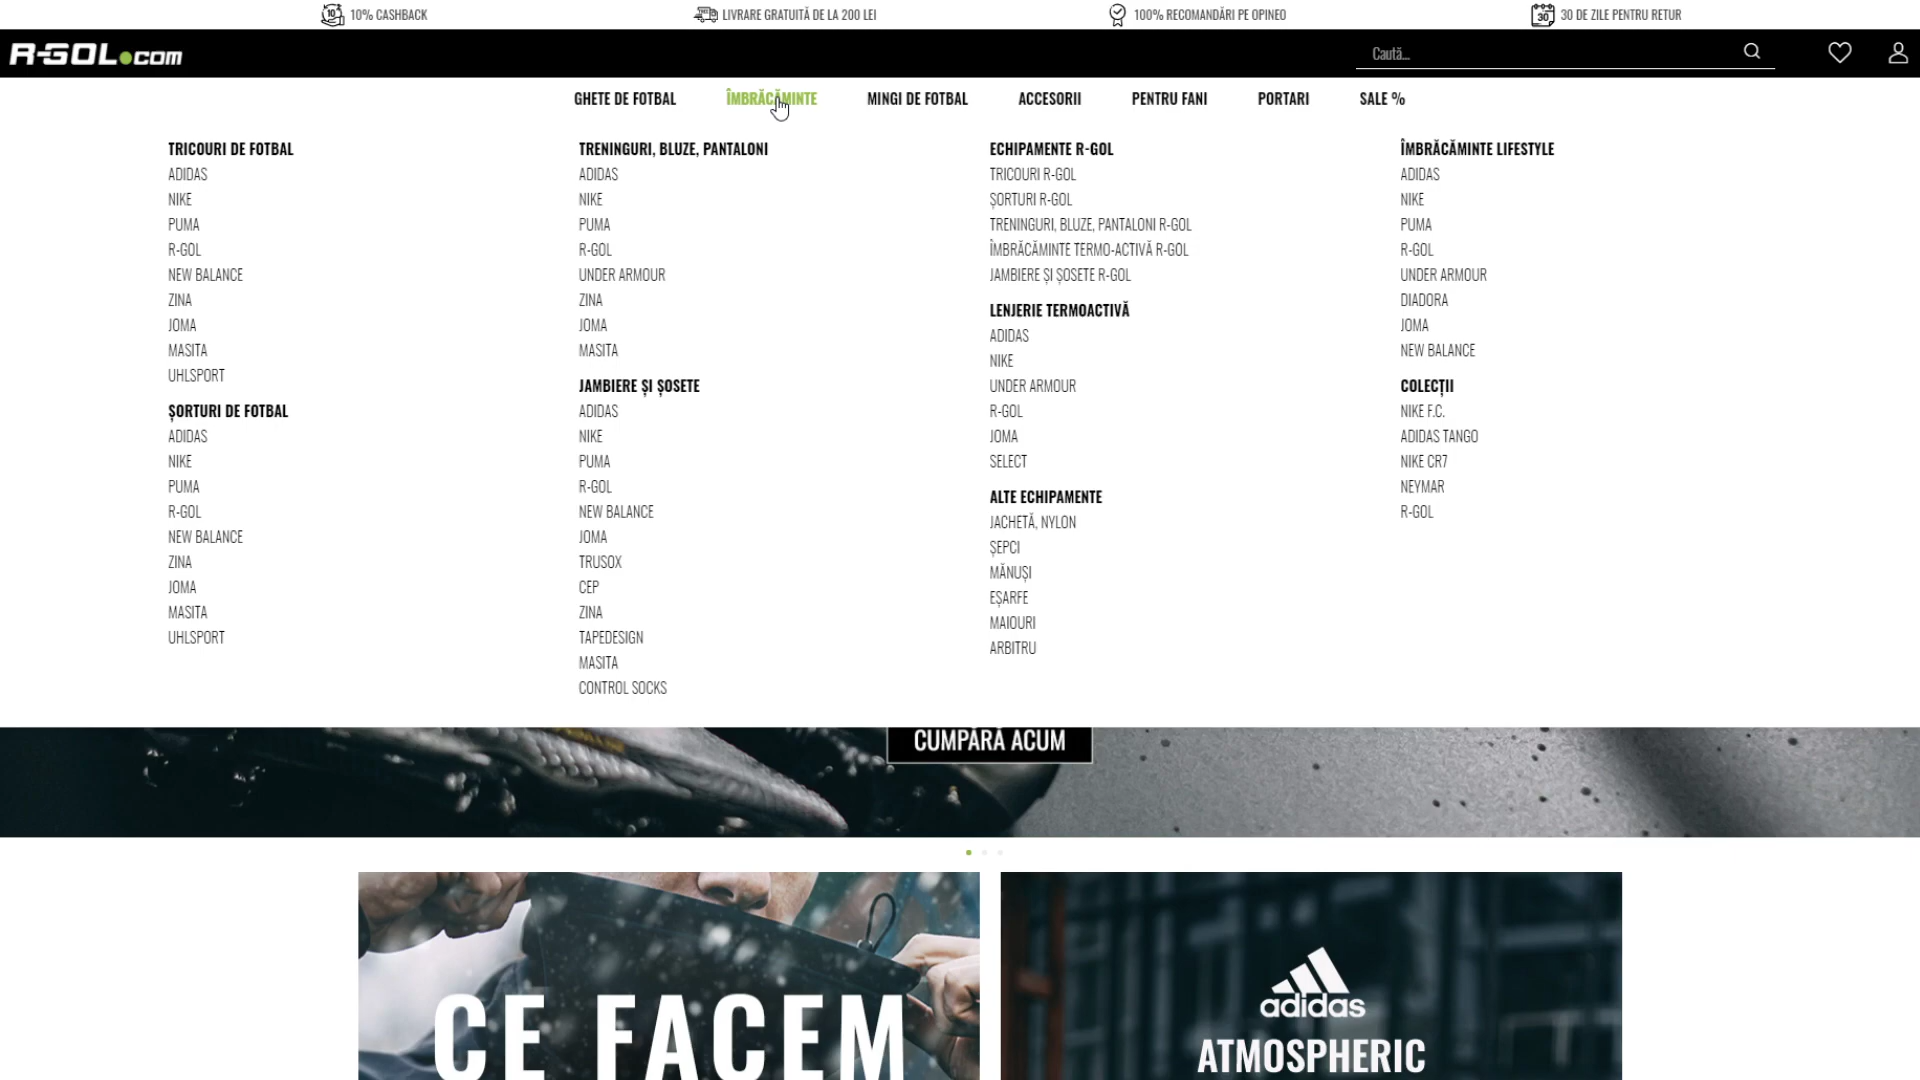 10% CASHBACK
LIVRARE GRATUITĂ DE LA 200 LEI
100% RECOMANDĂRI PE OPINEO
30 DE ZILE PENTRU RETUR
R-GOL.COM
Caută...
GHETE DE FOTBAL
ÎMBRĂCĂMINTE
MINGI DE FOTBAL
ACCESORII
PENTRU FANI
PORTARI
SALE %
TRICOURI DE FOTBAL
ADIDAS
NIKE
PUMA
R-GOL
NEW BALANCE
ZINA
JOMA
MASITA
UHLSPORT
ȘORTURI DE FOTBAL
ADIDAS
NIKE
PUMA
R-GOL
NEW BALANCE
ZINA
JOMA
MASITA
UHLSPORT
TRENINGURI, BLUZE, PANTALONI
ADIDAS
NIKE
PUMA
R-GOL
UNDER ARMOUR
ZINA
JOMA
MASITA
JAMBIERE ȘI ȘOSETE
ADIDAS
NIKE
PUMA
R-GOL
NEW BALANCE
JOMA
TRUSOX
CEP
ZINA
TAPEDESIGN
MASITA
CONTROL SOCKS
ECHIPAMENTE R-GOL
TRICOURI R-GOL
ȘORTURI R-GOL
TRENINGURI, BLUZE, PANTALONI R-GOL
ÎMBRĂCĂMINTE TERMO-ACTIVĂ R-GOL
JAMBIERE ȘI ȘOSETE R-GOL
LENJERIE TERMOACTIVĂ
ADIDAS
NIKE
UNDER ARMOUR
R-GOL
JOMA
SELECT
ALTE ECHIPAMENTE
JACHETĂ, NYLON
ȘEPCI
MĂNUȘI
EȘARFE
MAIOURI
ARBITRU
ÎMBRĂCĂMINTE LIFESTYLE
ADIDAS
NIKE
PUMA
R-GOL
UNDER ARMOUR
DIADORA
JOMA
NEW BALANCE
COLECȚII
NIKE F.C.
ADIDAS TANGO
NIKE CR7
NEYMAR
R-GOL
CUMPĂRĂ ACUM
CE FACEM
adidas
ATMOSPHERIC